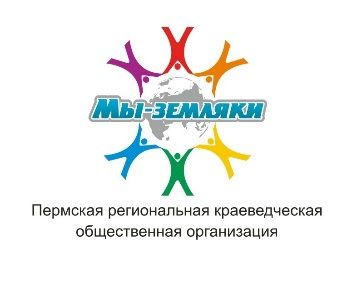 Мы-земляки
Пермская региональная краеведческая
общественная организация